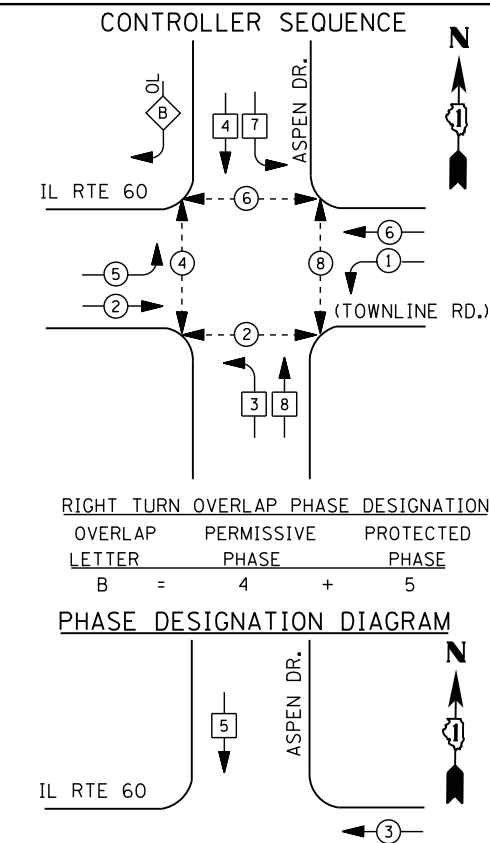 CONTROLLER SEQUENCE
N
OL
B
4 7
ASPEN DR.
1
IL RTE 60
6
6
5
4
8
1
2
(TOWNLINE RD.)
2
3 8
RIGHT TURN OVERLAP PHASE DESIGNATION
OVERLAP PERMISSIVE PROTECTED
LETTER PHASE PHASE
B = 4 + 5
PHASE DESIGNATION DIAGRAM
N
ASPEN DR.
5
1
IL RTE 60
3